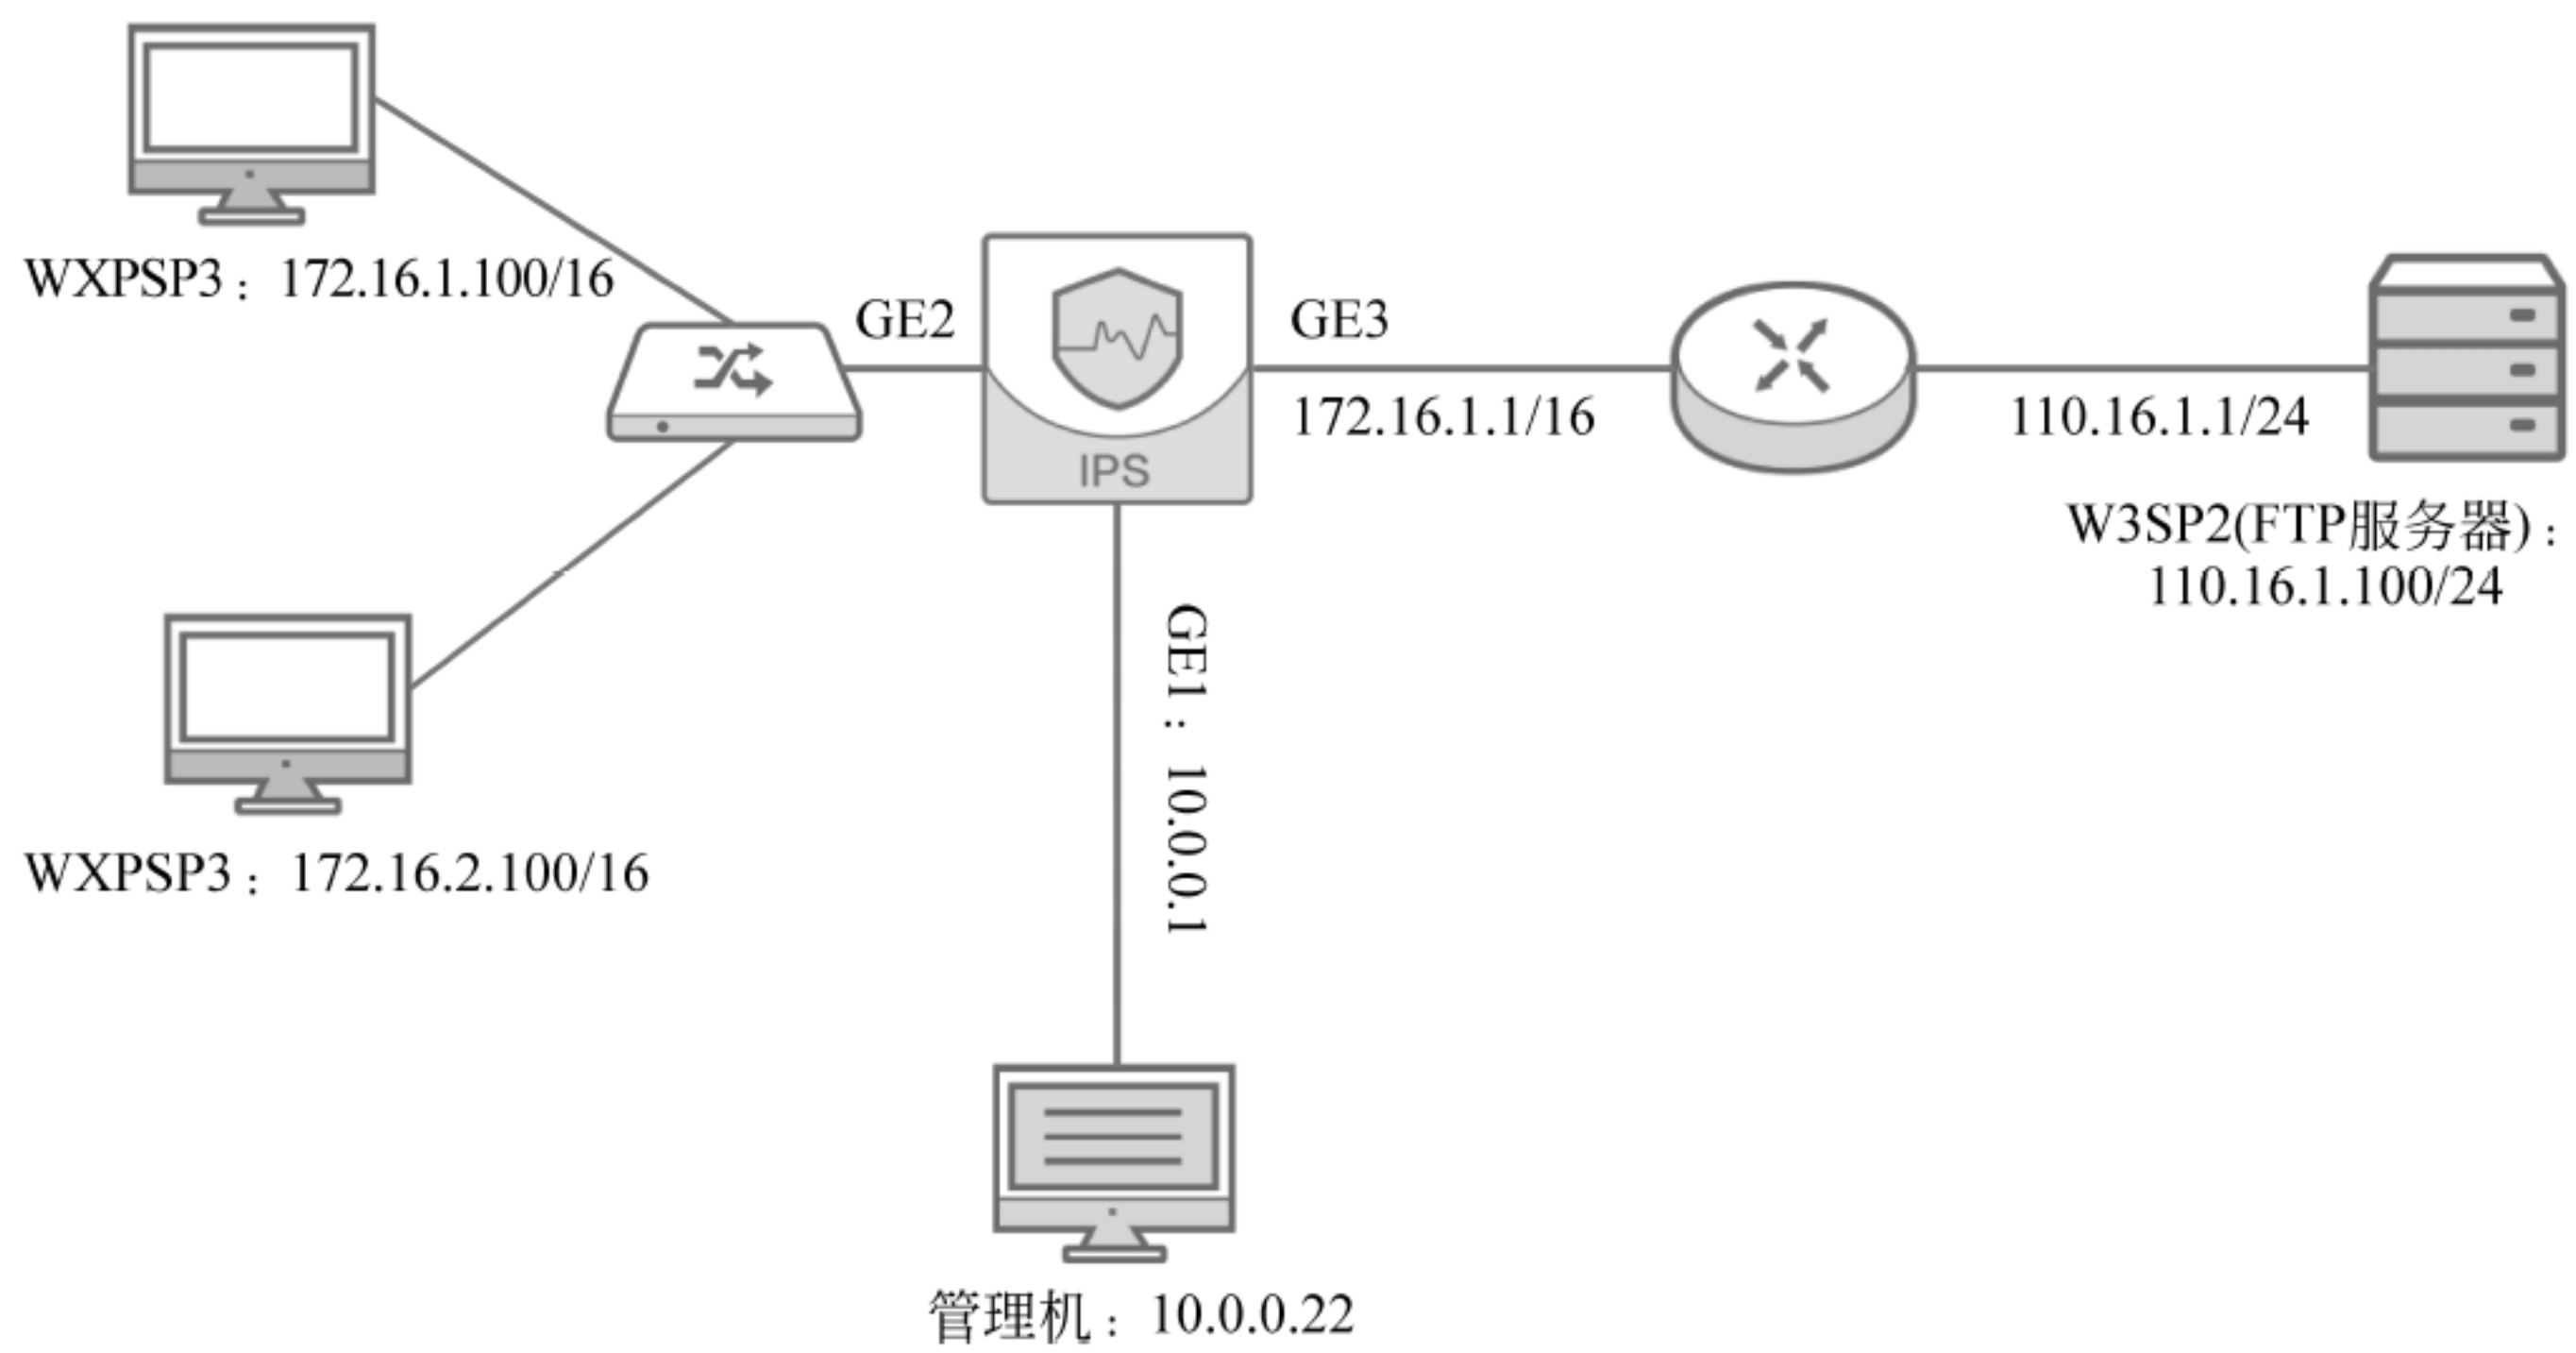 WXPSP3：172.16.1.100/16
GE2
GE3
172.16.1.1/16
110.16.1.1/24
IPS
W3SP2(FTP服务器)：
110.16.1.100/24
GE1：10.0.0.1
WXPSP3：172.16.2.100/16
管理机：10.0.0.22